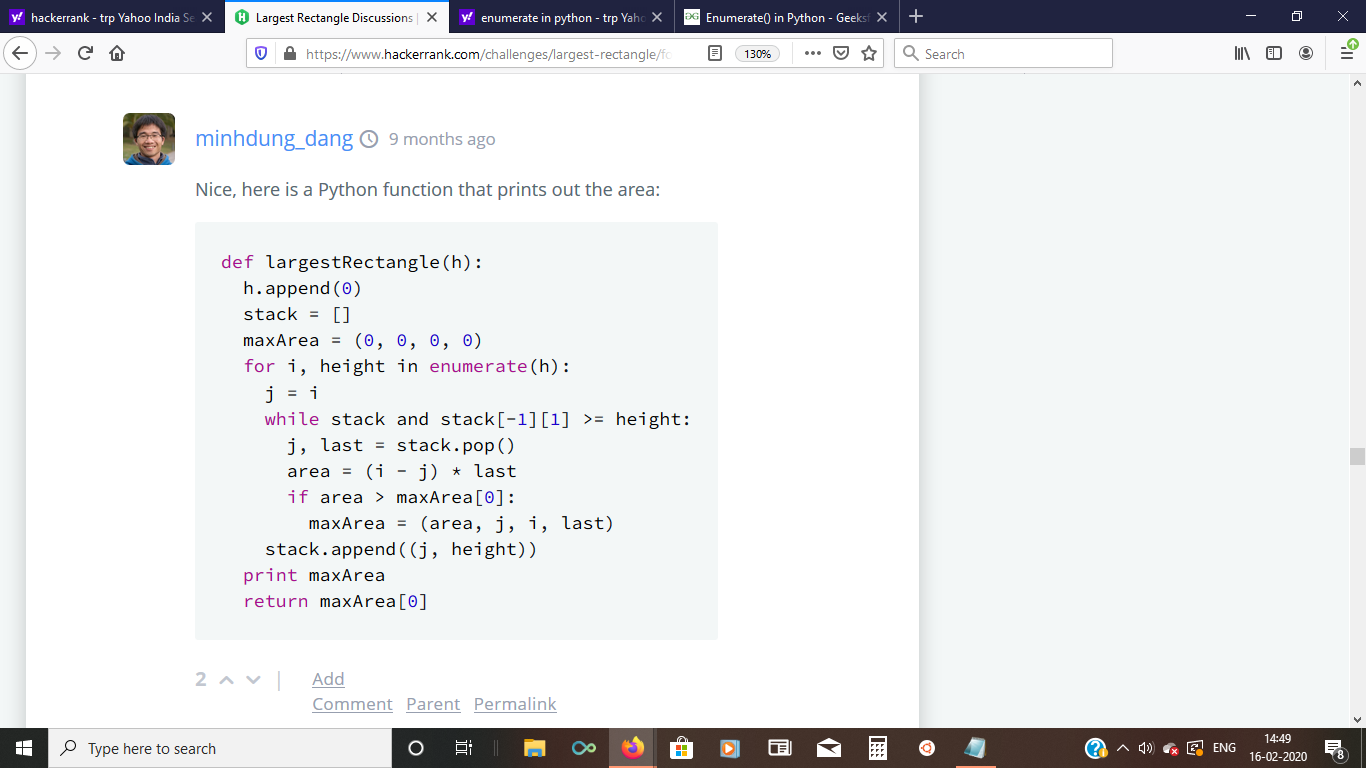 hackerrank - trp Yahoo India Se
Largest Rectangle Discussions |
enumerate in python - trp Yaho
Enumerate() in Python - Geeks
https://www.hackerrank.com/challenges/largest-rectangle/fo
130%
Search
minhdung_dang 9 months ago
Nice, here is a Python function that prints out the area:
def largestRectangle(h):
  h.append(0)
  stack = []
  maxArea = (0, 0, 0, 0)
  for i, height in enumerate(h):
    j = i
    while stack and stack[-1][1] >= height:
      j, last = stack.pop()
      area = (i - j) * last
      if area > maxArea[0]:
        maxArea = (area, j, i, last)
    stack.append((j, height))
  print maxArea
  return maxArea[0]
2 | Add
Comment Parent Permalink
Type here to search
ENG
14:49
16-02-2020
8